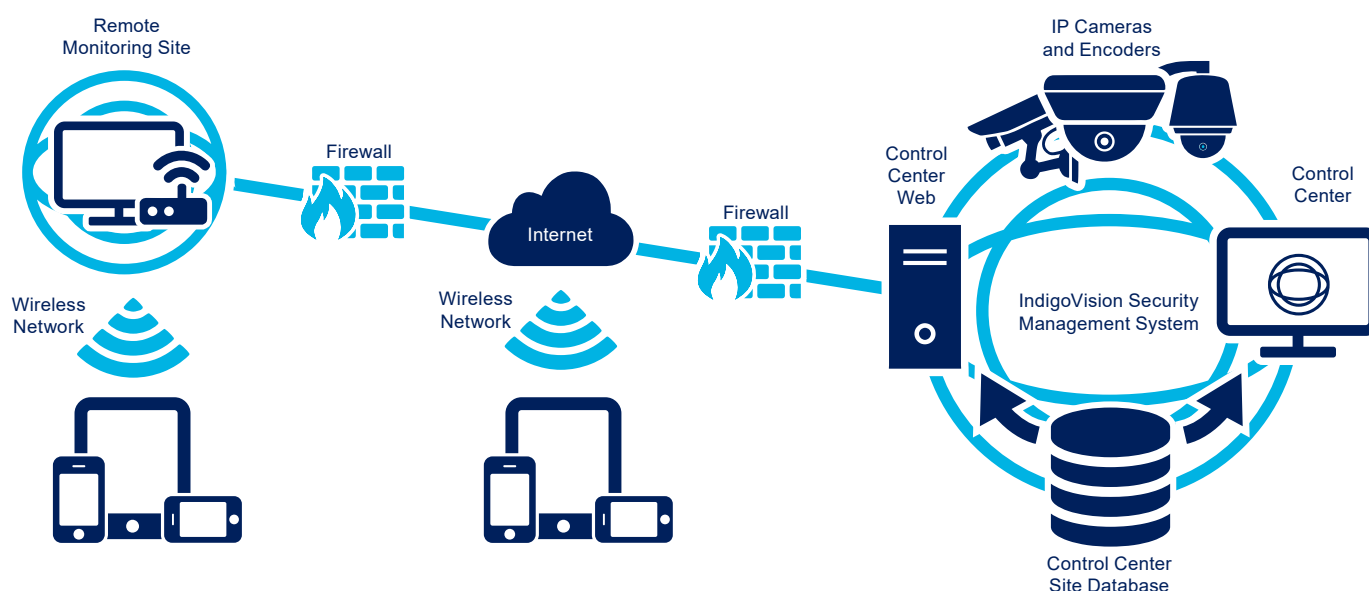 Remote
Monitoring Site
Firewall
Internet
Firewall
Wireless
Network
Wireless
Network
IP Cameras
and Encoders
Control
Center
Web
Control
Center
IndigoVision Security
Management System
Control Center
Site Database